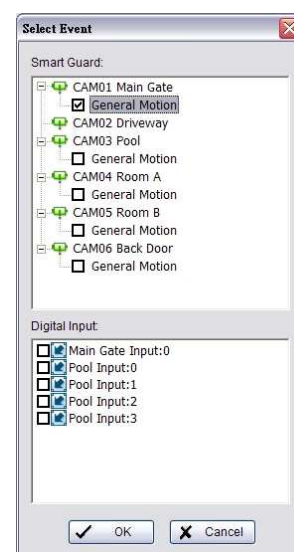 Select Event
Smart Guard:
CAM01 Main Gate
General Motion
CAM02 Driveway
CAM03 Pool
General Motion
CAM04 Room A
General Motion
CAM05 Room B
General Motion
CAM06 Back Door
General Motion
Digital Input:
Main Gate Input:0
Pool Input:0
Pool Input:1
Pool Input:2
Pool Input:3
OK Cancel